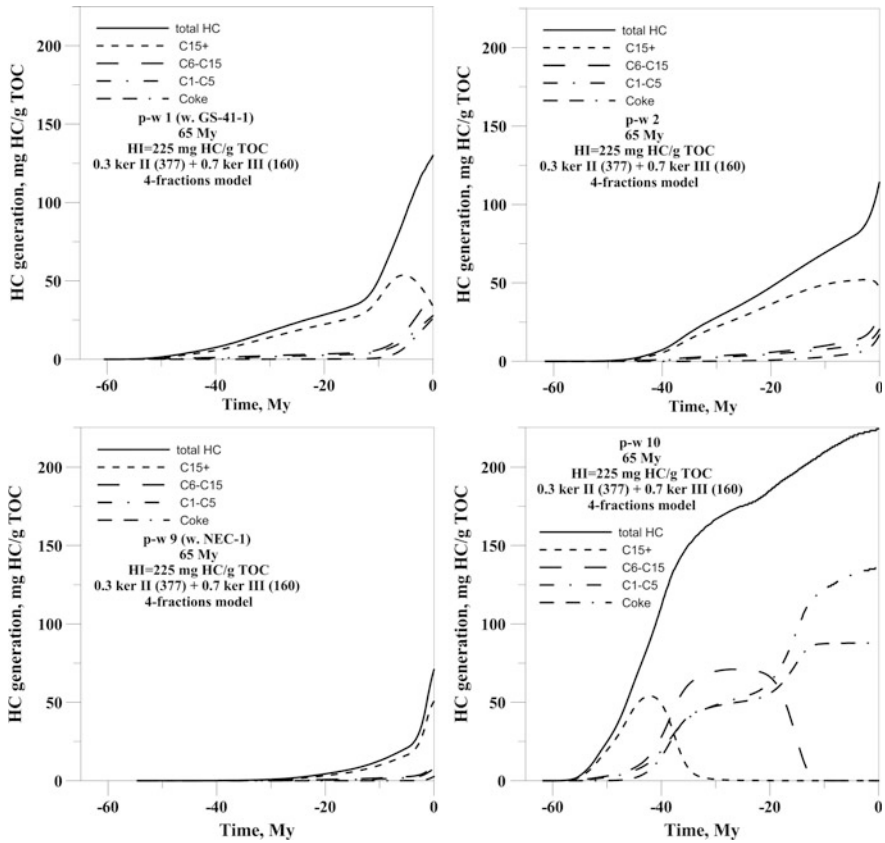 total HC
C15+
C6-C15
C1-C5
Coke
p-w 1 (w. GS-41-1)
65 My
HI=225 mg HC/g TOC
0.3 ker II (377) + 0.7 ker III (160)
4-fractions model
HC generation, mg HC/g TOC
200
150
100
50
0
-60 -40 -20 0
Time, My
total HC
C15+
C6-C15
C1-C5
Coke
p-w 2
65 My
HI=225 mg HC/g TOC
0.3 ker II (377) + 0.7 ker III (160)
4-fractions model
HC generation, mg HC/g TOC
200
150
100
50
0
-60 -40 -20 0
Time, My
total HC
C15+
C6-C15
C1-C5
Coke
p-w 9 (w. NEC-1)
65 My
HI=225 mg HC/g TOC
0.3 ker II (377) + 0.7 ker III (160)
4-fractions model
HC generation, mg HC/g TOC
200
150
100
50
0
-60 -40 -20 0
Time, My
p-w 10
65 My
HI=225 mg HC/g TOC
0.3 ker II (377) + 0.7 ker III (160)
4-fractions model
total HC
C15+
C6-C15
C1-C5
Coke
HC generation, mg HC/g TOC
200
150
100
50
0
-60 -40 -20 0
Time, My